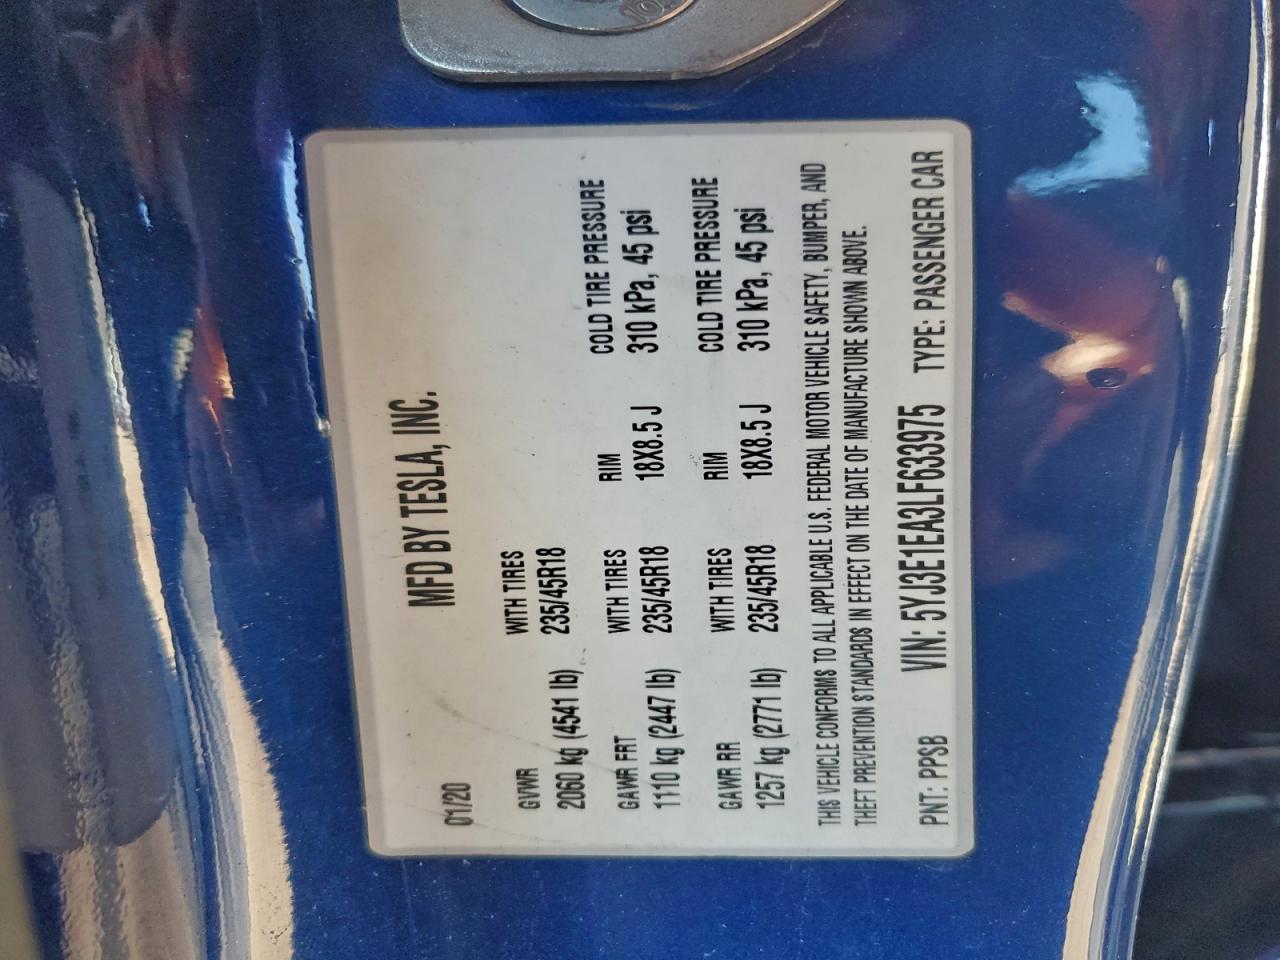 MFD BY TESLA, INC.
01/20
GVWR WITH TIRES
2060 kg (4541 lb) 235/45R18
GAWR FRT WITH TIRES RIM COLD TIRE PRESSURE
1110 kg (2447 lb) 235/45R18 18X8.5 J 310 kPa, 45 psi
GAWR RR WITH TIRES RIM COLD TIRE PRESSURE
1257 kg (2771 lb) 235/45R18 18X8.5 J 310 kPa, 45 psi
THIS VEHICLE CONFORMS TO ALL APPLICABLE U.S. FEDERAL MOTOR VEHICLE SAFETY, BUMPER, AND
THEFT PREVENTION STANDARDS IN EFFECT ON THE DATE OF MANUFACTURE SHOWN ABOVE.
PNT: PPSB VIN: 5YJ3E1EA3LF633975 TYPE: PASSENGER CAR